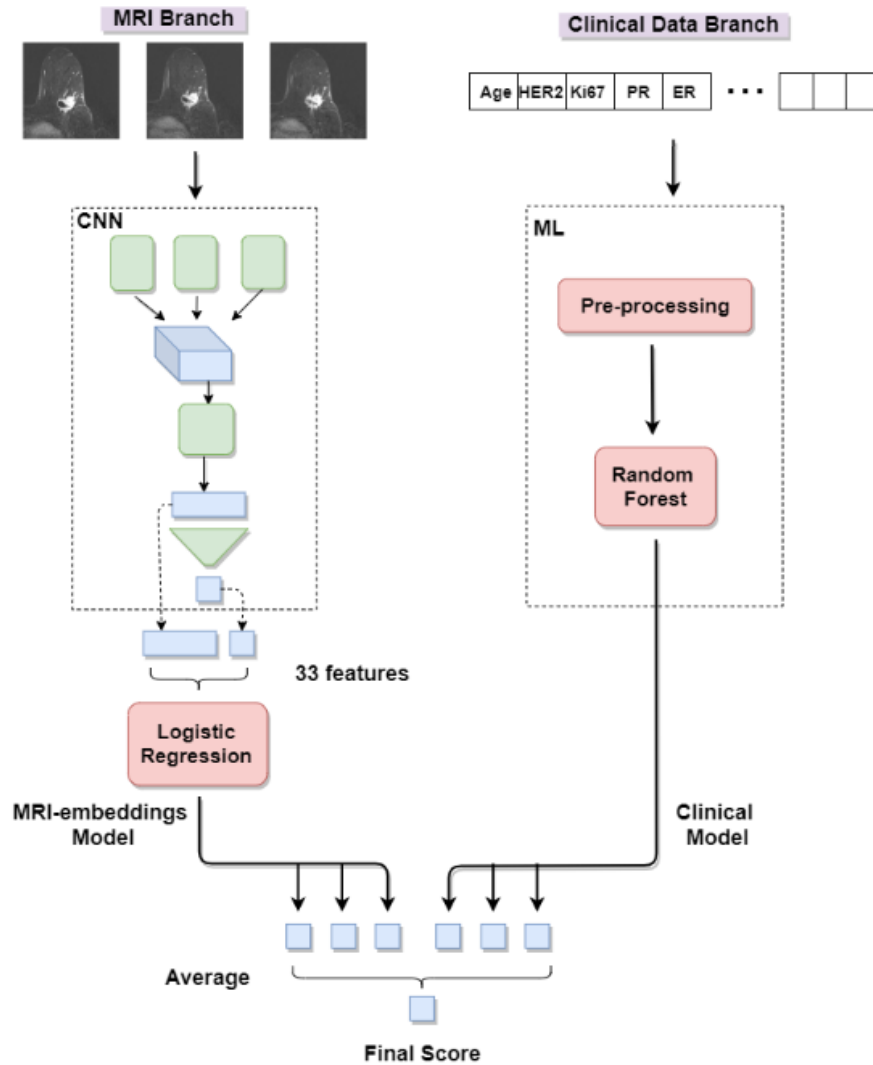 MRI Branch
Clinical Data Branch
Age HER2 Ki67 PR ER ...
CNN
ML
Pre-processing
Random
Forest
33 features
Logistic
Regression
MRI-embeddings
Model
Clinical
Model
Average
Final Score